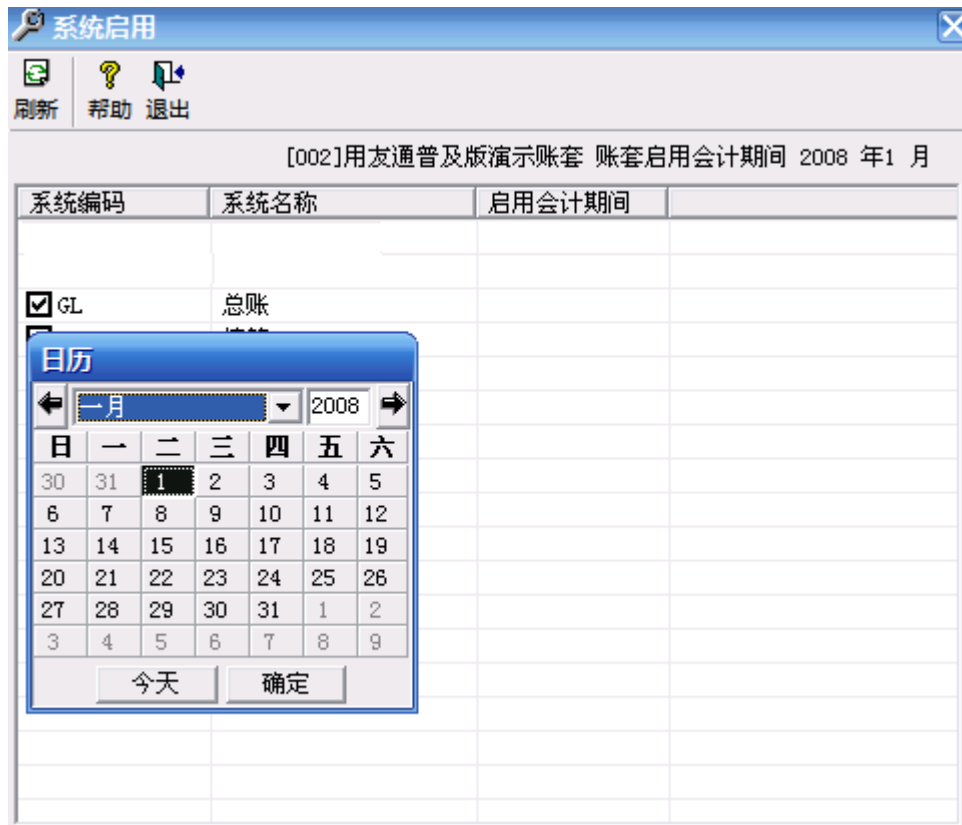 系统启用
刷新 帮助 退出
[002]用友通普及版演示账套 账套启用会计期间 2008 年1 月
系统编码 系统名称 启用会计期间
GL 总账
日历
一月 2008
日 一 二 三 四 五 六
30 31 1 2 3 4 5
6 7 8 9 10 11 12
13 14 15 16 17 18 19
20 21 22 23 24 25 26
27 28 29 30 31 1 2
3 4 5 6 7 8 9
今天 确定